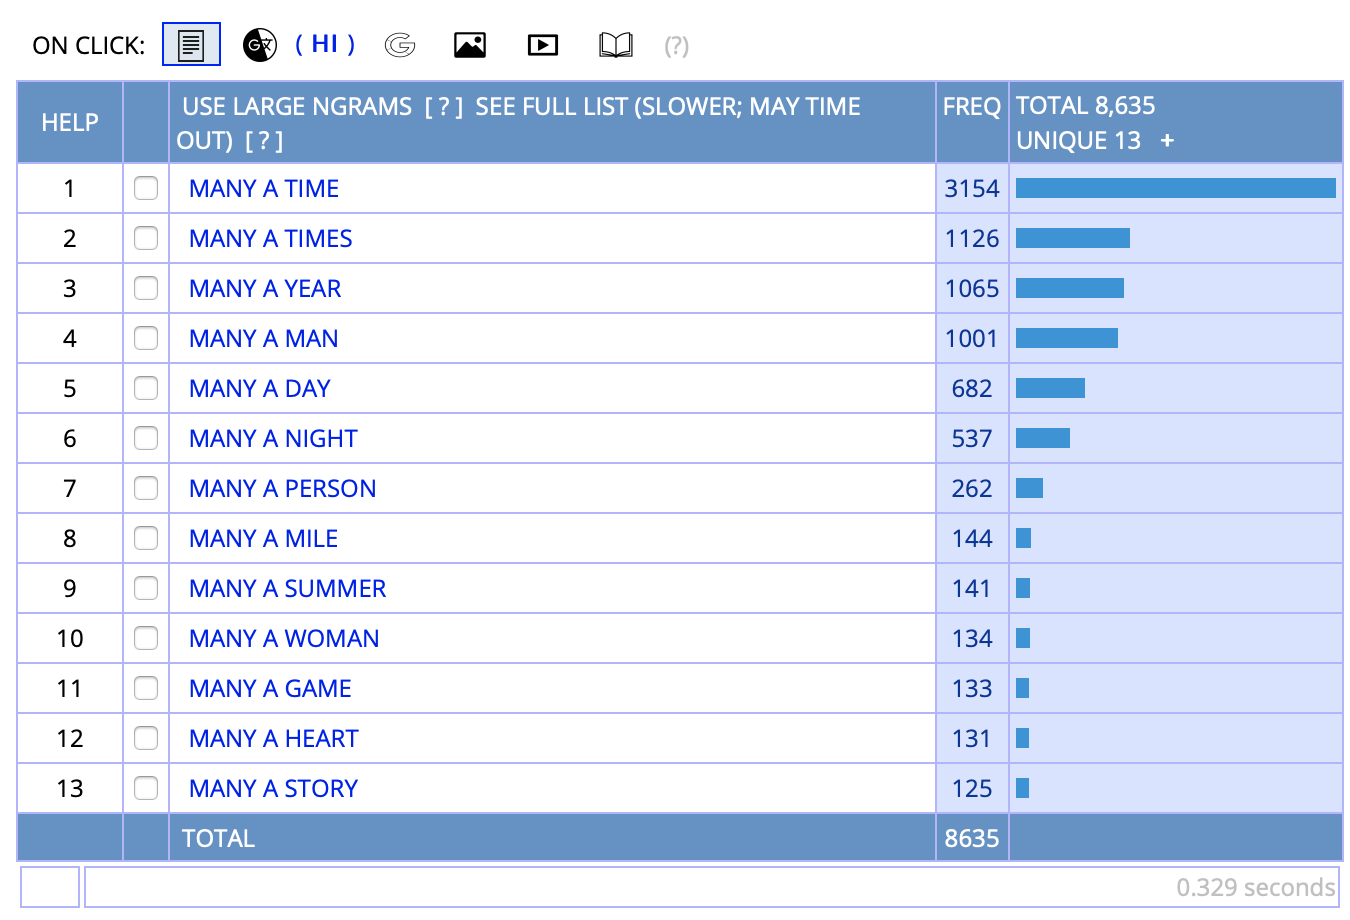 ON CLICK: G文 ( HI ) G (?)
HELP USE LARGE NGRAMS [ ? ] SEE FULL LIST (SLOWER; MAY TIME OUT) [ ? ] FREQ TOTAL 8,635 UNIQUE 13 +
1 MANY A TIME 3154
2 MANY A TIMES 1126
3 MANY A YEAR 1065
4 MANY A MAN 1001
5 MANY A DAY 682
6 MANY A NIGHT 537
7 MANY A PERSON 262
8 MANY A MILE 144
9 MANY A SUMMER 141
10 MANY A WOMAN 134
11 MANY A GAME 133
12 MANY A HEART 131
13 MANY A STORY 125
TOTAL 8635
0.329 seconds